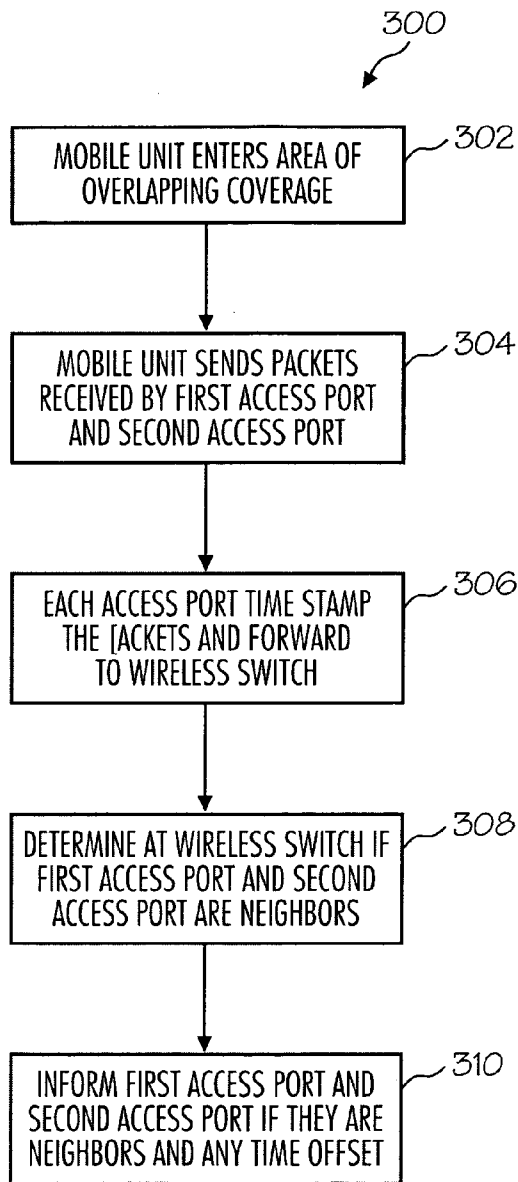 300
302
MOBILE UNIT ENTERS AREA OF
OVERLAPPING COVERAGE
304
MOBILE UNIT SENDS PACKETS
RECEIVED BY FIRST ACCESS PORT
AND SECOND ACCESS PORT
306
EACH ACCESS PORT TIME STAMP
THE [ACKETS AND FORWARD
TO WIRELESS SWITCH
308
DETERMINE AT WIRELESS SWITCH IF
FIRST ACCESS PORT AND SECOND
ACCESS PORT ARE NEIGHBORS
310
INFORM FIRST ACCESS PORT AND
SECOND ACCESS PORT IF THEY ARE
NEIGHBORS AND ANY TIME OFFSET